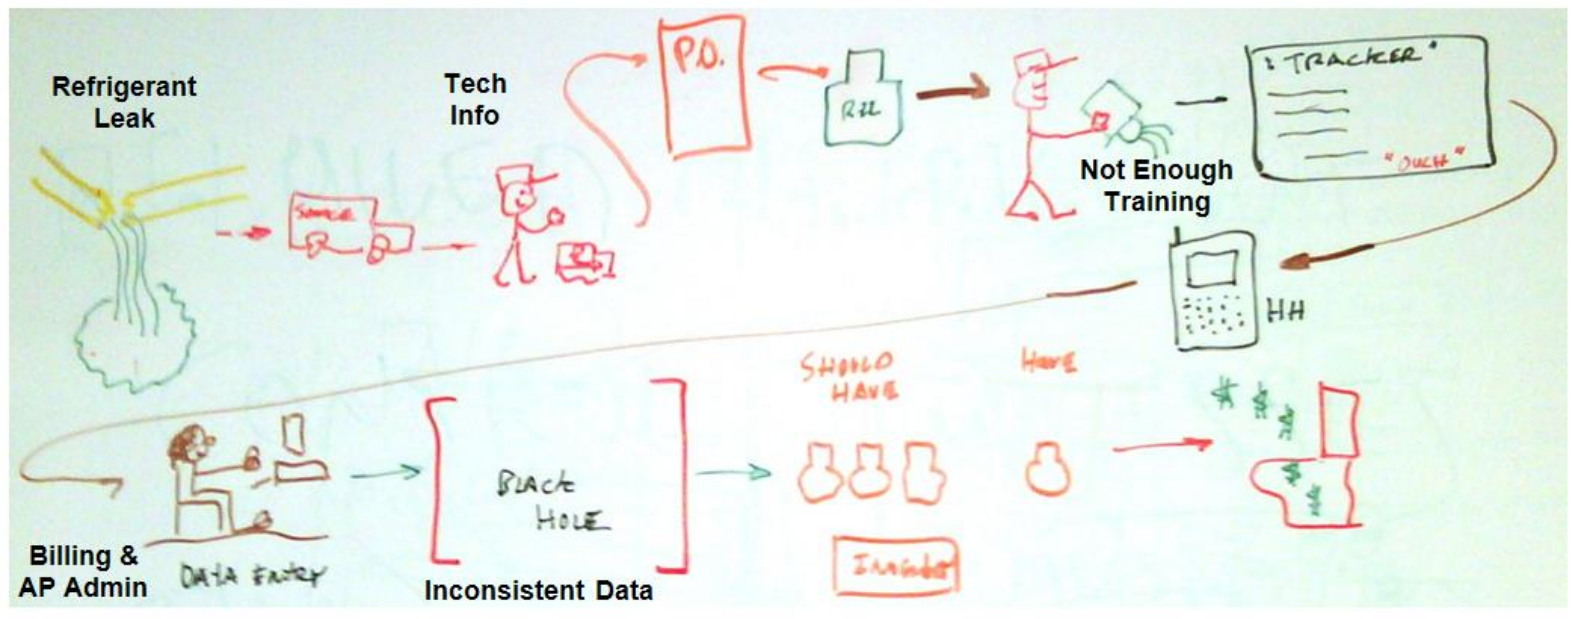 Refrigerant
Leak
Tech
Info
P.O.
R22
: TRACKER"
"OUCH"
Not Enough
Training
HH
SHOULD
HAVE
HAVE
BLACK
HOLE
Billing &
AP Admin
DATA ENTRY
Inconsistent Data